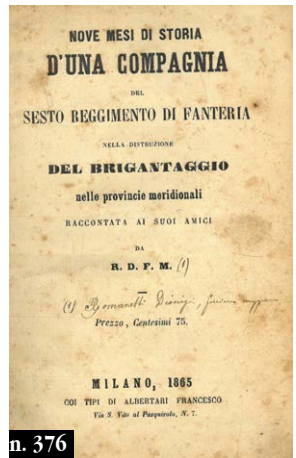 NOVE MESI DI STORIA
D'UNA COMPAGNIA
DEL
SESTO REGGIMENTO DI FANTERIA
NELLA DISTRUZIONE
DEL BRIGANTAGGIO
nelle provincie meridionali
RACCONTATA AI SUOI AMICI
DA
R. D. F. M. (1)
(1) Romanelli Dionigi,
Prezzo, Centesimi 75.
MILANO, 1865
COI TIPI DI ALBERTARI FRANCESCO
Via S. Vito al Pasquirolo, N. 7.
n. 376